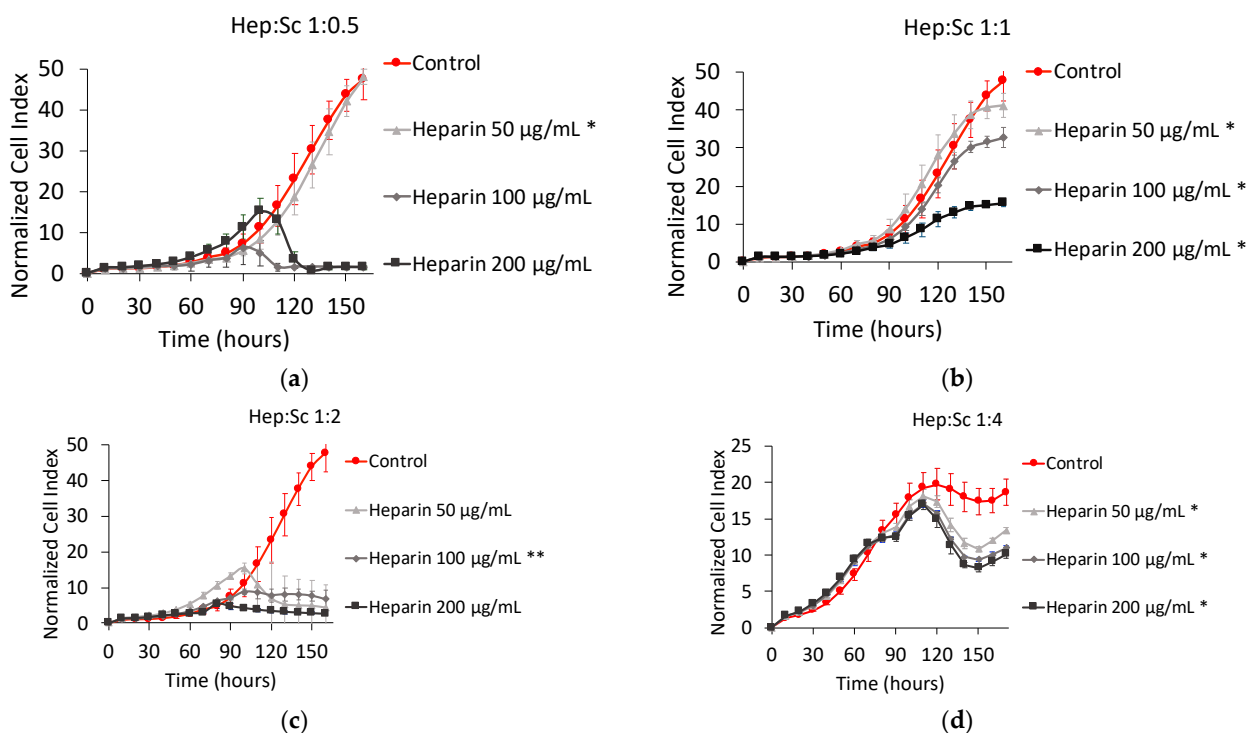 Hep:Sc 1:0.5
Normalized Cell Index
50
40
30
20
10
0
0 30 60 90 120 150
Time (hours)
Control
Heparin 50 µg/mL *
Heparin 100 µg/mL
Heparin 200 µg/mL
(a)
Hep:Sc 1:1
Normalized Cell Index
50
40
30
20
10
0
0 30 60 90 120 150
Time (hours)
Control
Heparin 50 µg/mL *
Heparin 100 µg/mL *
Heparin 200 µg/mL *
(b)
Hep:Sc 1:2
Normalized Cell Index
50
40
30
20
10
0
0 30 60 90 120 150
Time (hours)
Control
Heparin 50 µg/mL
Heparin 100 µg/mL **
Heparin 200 µg/mL
(c)
Hep:Sc 1:4
Normalized Cell Index
25
20
15
10
5
0
0 30 60 90 120 150
Time (hours)
Control
Heparin 50 µg/mL *
Heparin 100 µg/mL *
Heparin 200 µg/mL *
(d)